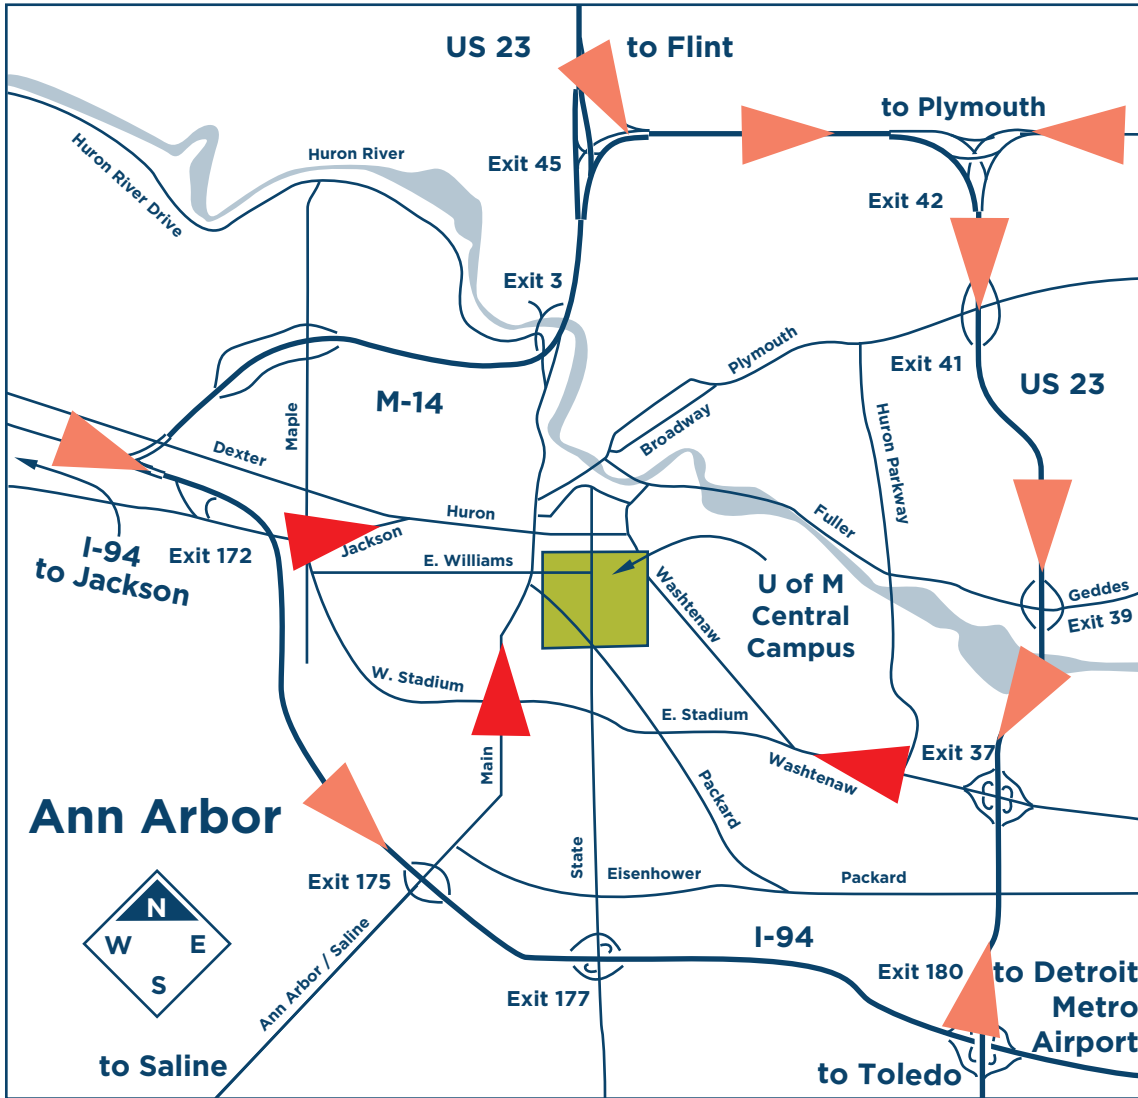 US 23
to Flint
to Plymouth
Huron River
Exit 45
Huron River Drive
Exit 42
Exit 3
Plymouth
Exit 41
US 23
M-14
Maple
Broadway
Huron Parkway
Dexter
Huron
Fuller
Jackson
I-94
to Jackson
Exit 172
E. Williams
Washtenaw
U of M
Central
Campus
Geddes
Exit 39
W. Stadium
E. Stadium
Main
Exit 37
Washtenaw
Packard
Ann Arbor
State
Exit 175
Eisenhower
Packard
N
W
E
S
Ann Arbor / Saline
I-94
Exit 177
Exit 180
to Detroit
Metro
Airport
to Saline
to Toledo